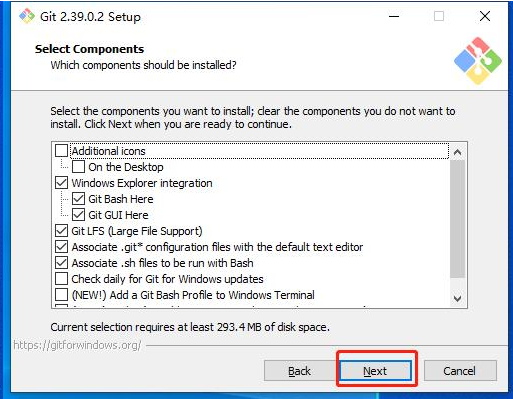 Git 2.39.0.2 Setup
Select Components
Which components should be installed?
Select the components you want to install; clear the components you do not want to
install. Click Next when you are ready to continue.
Additional icons
On the Desktop
Windows Explorer integration
Git Bash Here
Git GUI Here
Git LFS (Large File Support)
Associate .git* configuration files with the default text editor
Associate .sh files to be run with Bash
Check daily for Git for Windows updates
(NEW!) Add a Git Bash Profile to Windows Terminal
Current selection requires at least 293.4 MB of disk space.
https://gitforwindows.org/
Back Next Cancel